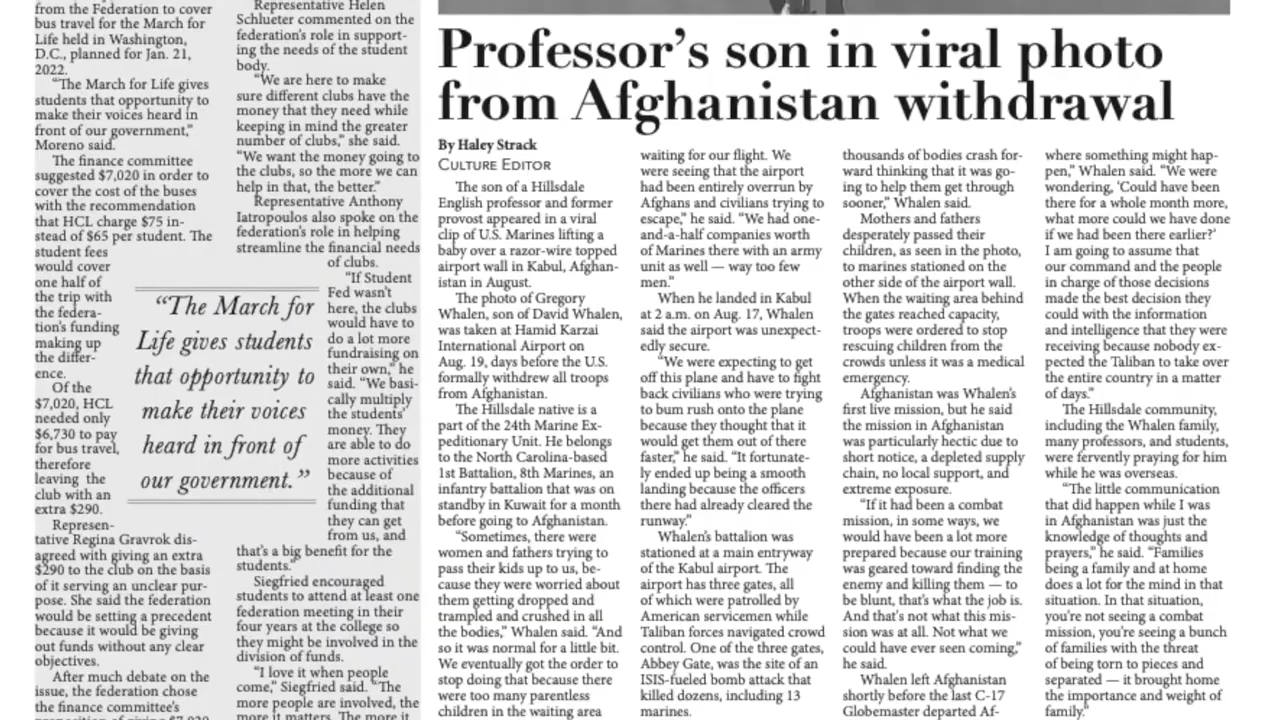 from the Federation to cover
bus travel for the March for
Life held in Washington,
D.C., planned for Jan. 21,
2022.
“The March for Life gives
students that opportunity to
make their voices heard in
front of our government,”
Moreno said.
The finance committee
suggested $7,020 in order to
cover the cost of the buses
with the recommendation
that HCL charge $75 in-
stead of $65 per student. The
student fees
would cover
one half of
the trip with
the federa-
tion’s funding
making up
the differ-
ence.
Of the
$7,020, HCL
needed only
$6,730 to pay
for bus travel,
therefore
leaving the
club with an
extra $290.
Represen-
tative Regina Gravrok dis-
agreed with giving an extra
$290 to the club on the basis
of it serving an unclear pur-
pose. She said the federation
would be setting a precedent
because it would be giving
out funds without any clear
objectives.
After much debate on the
issue, the federation chose
the finance committee’s
“The March for
Life gives students
that opportunity to
make their voices
heard in front of
our government.”
Representative Helen
Schlueter commented on the
federation’s role in support-
ing the needs of the student
body.
“We are here to make
sure different clubs have the
money that they need while
keeping in mind the greater
number of clubs,” she said.
“We want the money going to
the clubs, so the more we can
help in that, the better.”
Representative Anthony
Iatropoulos also spoke on the
federation’s role in helping
streamline the financial needs
of clubs.
“If Student
Fed wasn’t
here, the clubs
would have to
do a lot more
fundraising on
their own,” he
said. “We basi-
cally multiply
the students’
money. They
are able to do
more activities
because of
the additional
funding that
they can get
from us, and
that’s a big benefit for the
students.”
Siegfried encouraged
students to attend at least one
federation meeting in their
four years at the college so
they might be involved in the
division of funds.
“I love it when people
come,” Siegfried said. “The
more people are involved, the
more it matters. The more it
Professor’s son in viral photo
from Afghanistan withdrawal
By Haley Strack
Culture Editor
The son of a Hillsdale
English professor and former
provost appeared in a viral
clip of U.S. Marines lifting a
baby over a razor-wire topped
airport wall in Kabul, Afghan-
istan in August.
The photo of Gregory
Whalen, son of David Whalen,
was taken at Hamid Karzai
International Airport on
Aug. 19, days before the U.S.
formally withdrew all troops
from Afghanistan.
The Hillsdale native is a
part of the 24th Marine Ex-
peditionary Unit. He belongs
to the North Carolina-based
1st Battalion, 8th Marines, an
infantry battalion that was on
standby in Kuwait for a month
before going to Afghanistan.
“Sometimes, there were
women and fathers trying to
pass their kids up to us, be-
cause they were worried about
them getting dropped and
trampled and crushed in all
the bodies,” Whalen said. “And
so it was normal for a little bit.
We eventually got the order to
stop doing that because there
were too many parentless
children in the waiting area
waiting for our flight. We
were seeing that the airport
had been entirely overrun by
Afghans and civilians trying to
escape,” he said. “We had one-
and-a-half companies worth
of Marines there with an army
unit as well — way too few
men.”
When he landed in Kabul
at 2 a.m. on Aug. 17, Whalen
said the airport was unexpect-
edly secure.
“We were expecting to get
off this plane and have to fight
back civilians who were trying
to bum rush onto the plane
because they thought that it
would get them out of there
faster,” he said. “It fortunate-
ly ended up being a smooth
landing because the officers
there had already cleared the
runway.”
Whalen’s battalion was
stationed at a main entryway
of the Kabul airport. The
airport has three gates, all
of which were patrolled by
American servicemen while
Taliban forces navigated crowd
control. One of the three gates,
Abbey Gate, was the site of an
ISIS-fueled bomb attack that
killed dozens, including 13
marines.
thousands of bodies crash for-
ward thinking that it was go-
ing to help them get through
sooner,” Whalen said.
Mothers and fathers
desperately passed their
children, as seen in the photo,
to marines stationed on the
other side of the airport wall.
When the waiting area behind
the gates reached capacity,
troops were ordered to stop
rescuing children from the
crowds unless it was a medical
emergency.
Afghanistan was Whalen’s
first live mission, but he said
the mission in Afghanistan
was particularly hectic due to
short notice, a depleted supply
chain, no local support, and
extreme exposure.
“If it had been a combat
mission, in some ways, we
would have been a lot more
prepared because our training
was geared toward finding the
enemy and killing them — to
be blunt, that’s what the job is.
And that’s not what this mis-
sion was at all. Not what we
could have ever seen coming,”
he said.
Whalen left Afghanistan
shortly before the last C-17
Globemaster departed Af-
where something might hap-
pen,” Whalen said. “We were
wondering, ‘Could have been
there for a whole month more,
what more could we have done
if we had been there earlier?’
I am going to assume that
our command and the people
in charge of those decisions
made the best decision they
could with the information
and intelligence that they were
receiving because nobody ex-
pected the Taliban to take over
the entire country in a matter
of days.”
The Hillsdale community,
including the Whalen family,
many professors, and students,
were fervently praying for him
while he was overseas.
“The little communication
that did happen while I was
in Afghanistan was just the
knowledge of thoughts and
prayers,” he said. “Families
being a family and at home
does a lot for the mind in that
situation. In that situation,
you’re not seeing a combat
mission, you’re seeing a bunch
of families with the threat
of being torn to pieces and
separated — it brought home
the importance and weight of
family.”